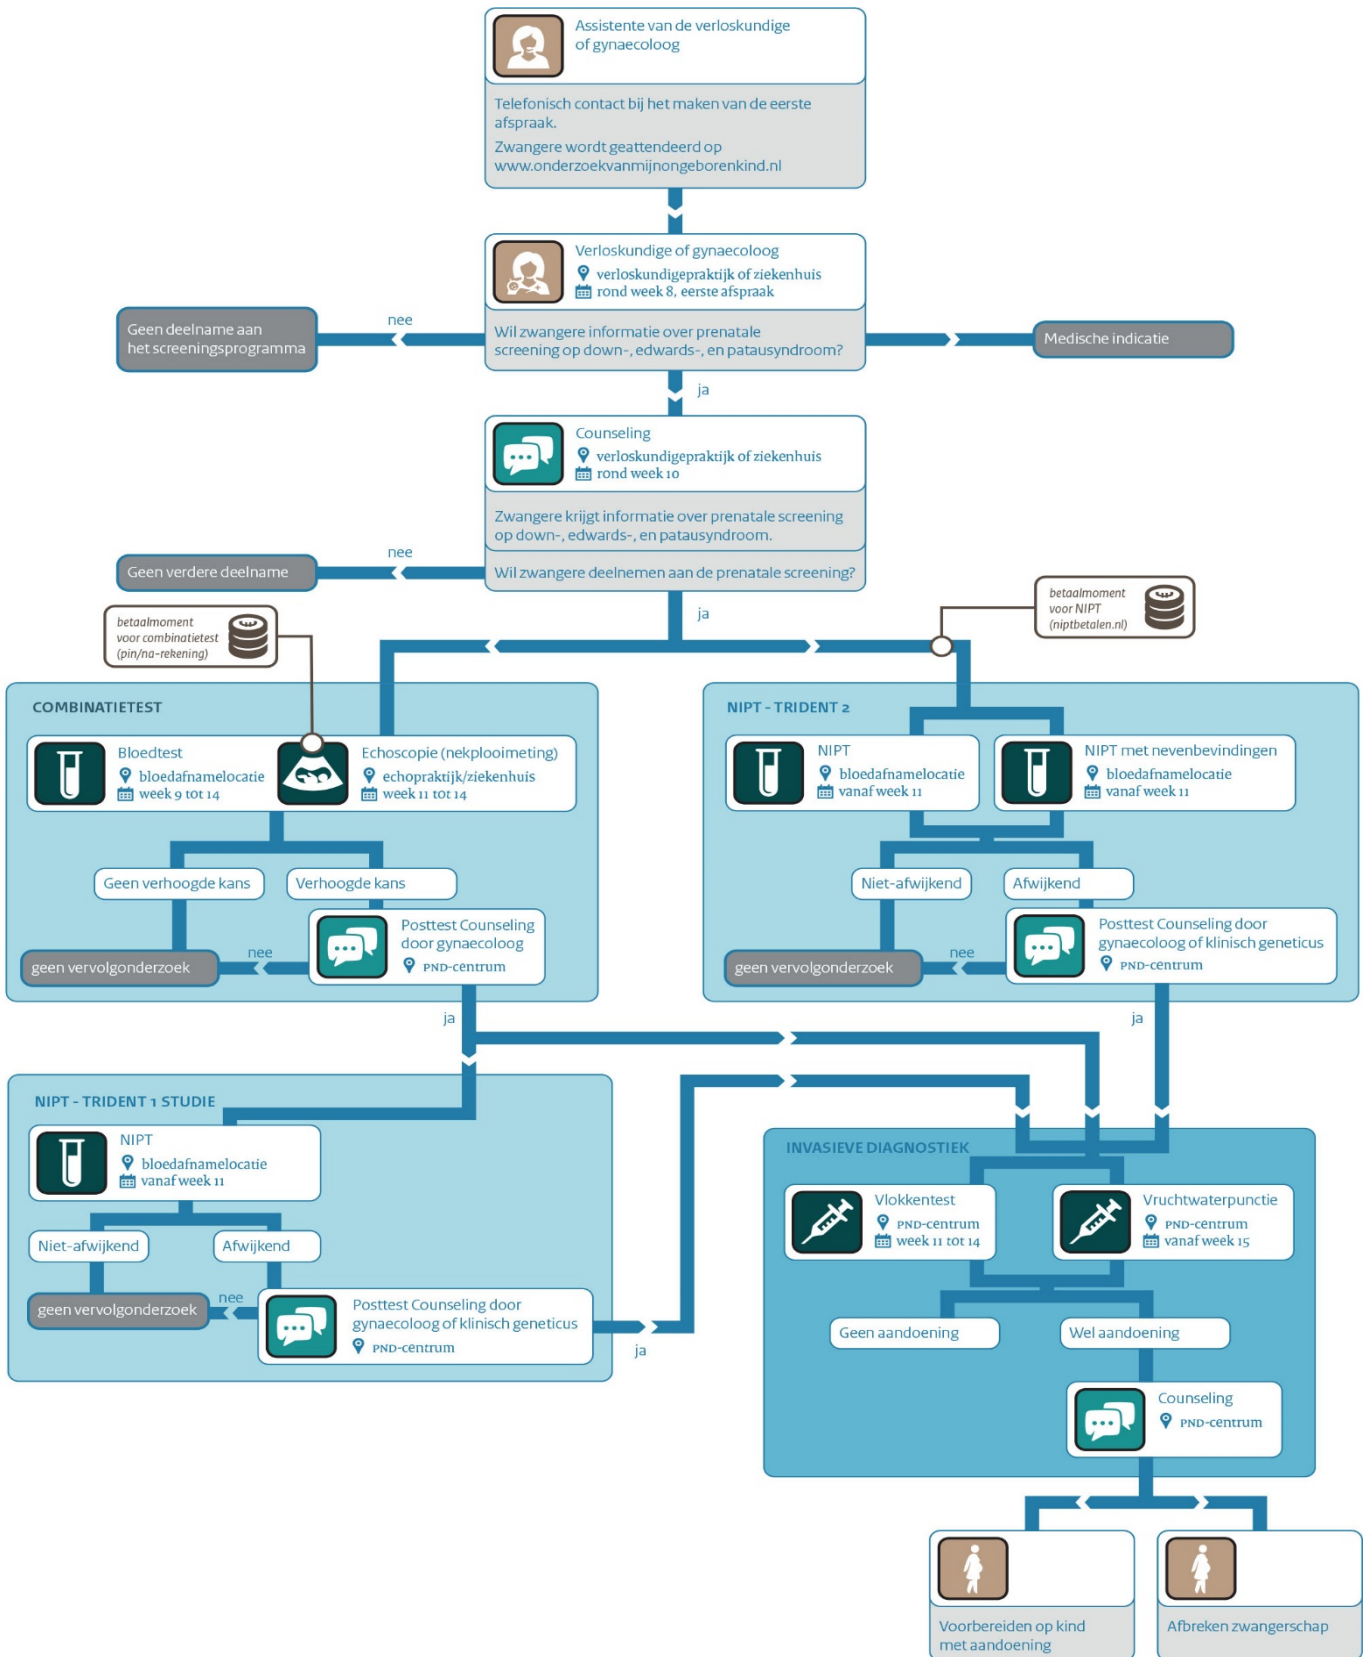 Assistente van de verloskundige
of gynaecoloog
Telefonisch contact bij het maken van de eerste
afspraak.
Zwangere wordt geattendeerd op
www.onderzoekvanmijnongeborenkind.nl
Verloskundige of gynaecoloog
verloskundigepraktijk of ziekenhuis
rond week 8, eerste afspraak
Wil zwangere informatie over prenatale
screening op down-, edwards-, en patausyndroom?
nee
Geen deelname aan
het screeningsprogramma
Medische indicatie
ja
Counseling
verloskundigepraktijk of ziekenhuis
rond week 10
Zwangere krijgt informatie over prenatale screening
op down-, edwards-, en patausyndroom.
Wil zwangere deelnemen aan de prenatale screening?
nee
Geen verdere deelname
ja
betaalmoment
voor combinatietest
(pin/na-rekening)
betaalmoment
voor NIPT
(niptbetalen.nl)
COMBINATIETEST
Bloedtest
bloedafnamelocatie
week 9 tot 14
Echoscopie (nekplooimeting)
echopraktijk/ziekenhuis
week 11 tot 14
Geen verhoogde kans
Verhoogde kans
Posttest Counseling
door gynaecoloog
PND-centrum
nee
geen vervolgonderzoek
ja
NIPT - TRIDENT 2
NIPT
bloedafnamelocatie
vanaf week 11
NIPT met nevenbevindingen
bloedafnamelocatie
vanaf week 11
Niet-afwijkend
Afwijkend
Posttest Counseling door
gynaecoloog of klinisch geneticus
PND-centrum
nee
geen vervolgonderzoek
ja
NIPT - TRIDENT 1 STUDIE
NIPT
bloedafnamelocatie
vanaf week 11
Niet-afwijkend
Afwijkend
geen vervolgonderzoek
nee
Posttest Counseling door
gynaecoloog of klinisch geneticus
PND-centrum
ja
INVASIEVE DIAGNOSTIEK
Vlokkentest
PND-centrum
week 11 tot 14
Vruchtwaterpunctie
PND-centrum
vanaf week 15
Geen aandoening
Wel aandoening
Counseling
PND-centrum
Voorbereiden op kind
met aandoening
Afbreken zwangerschap